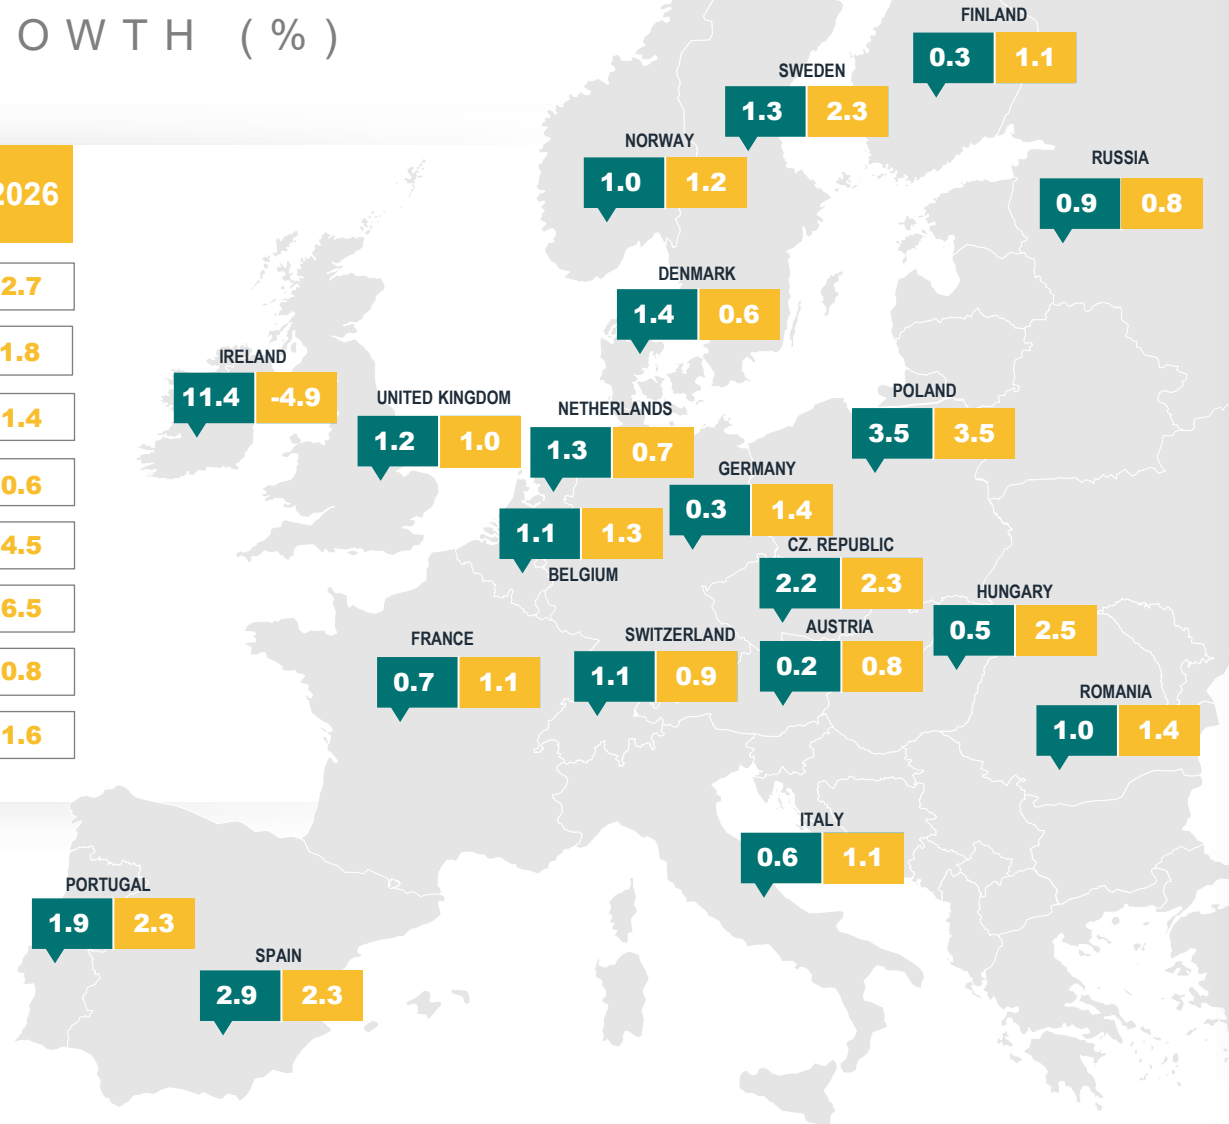 OWTH (%)
2026
2.7
1.8
1.4
0.6
4.5
6.5
0.8
1.6
FINLAND
0.3 1.1
SWEDEN
1.3 2.3
NORWAY
1.0 1.2
RUSSIA
0.9 0.8
DENMARK
1.4 0.6
IRELAND
11.4 -4.9
UNITED KINGDOM
1.2 1.0
NETHERLANDS
1.3 0.7
POLAND
3.5 3.5
GERMANY
0.3 1.4
1.1 1.3
BELGIUM
CZ. REPUBLIC
2.2 2.3
HUNGARY
0.5 2.5
FRANCE
0.7 1.1
SWITZERLAND
1.1 0.9
AUSTRIA
0.2 0.8
ROMANIA
1.0 1.4
ITALY
0.6 1.1
PORTUGAL
1.9 2.3
SPAIN
2.9 2.3